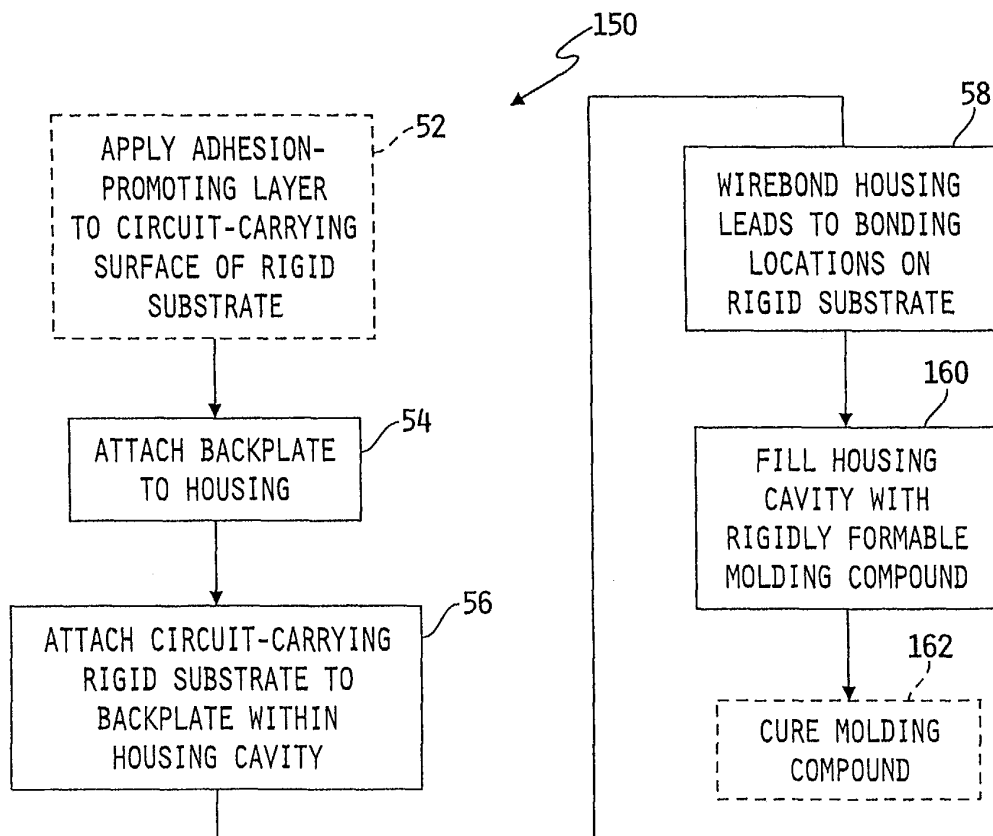 150
52
APPLY ADHESION-
PROMOTING LAYER
TO CIRCUIT-CARRYING
SURFACE OF RIGID
SUBSTRATE
54
ATTACH BACKPLATE
TO HOUSING
56
ATTACH CIRCUIT-CARRYING
RIGID SUBSTRATE TO
BACKPLATE WITHIN
HOUSING CAVITY
58
WIREBOND HOUSING
LEADS TO BONDING
LOCATIONS ON
RIGID SUBSTRATE
160
FILL HOUSING
CAVITY WITH
RIGIDLY FORMABLE
MOLDING COMPOUND
162
CURE MOLDING
COMPOUND